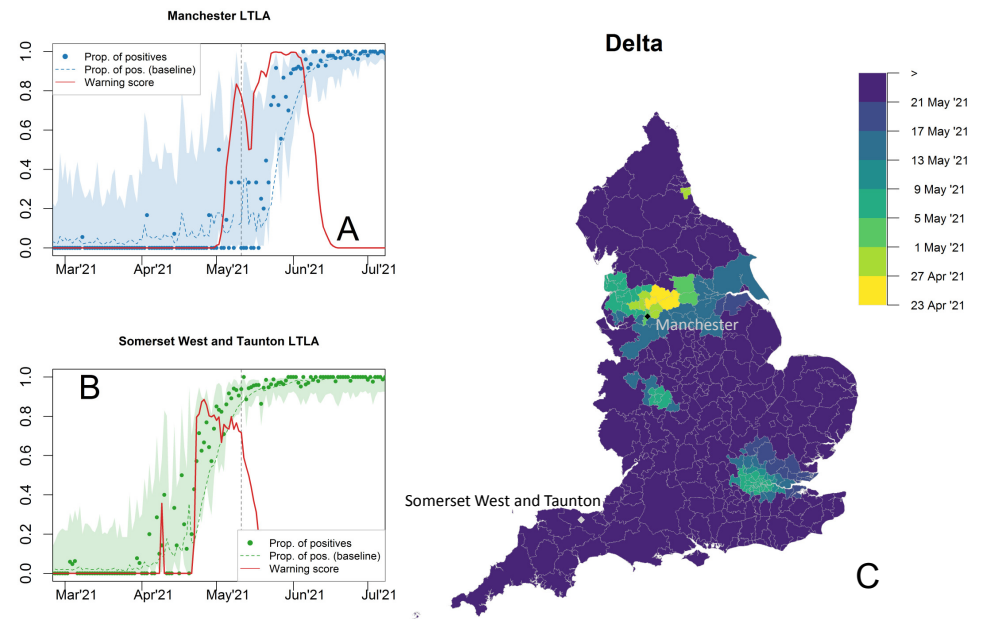 Manchester LTLA
Prop. of positives
Prop. of pos. (baseline)
Warning score
1.0
0.8
0.6
0.4
0.2
0.0
A
Mar'21 Apr'21 May'21 Jun'21 Jul'21
Somerset West and Taunton LTLA
B
1.0
0.8
0.6
0.4
0.2
0.0
Prop. of positives
Prop. of pos. (baseline)
Warning score
Mar'21 Apr'21 May'21 Jun'21 Jul'21
Delta
>
21 May '21
17 May '21
13 May '21
9 May '21
5 May '21
1 May '21
27 Apr '21
23 Apr '21
Manchester
Somerset West and Taunton
C